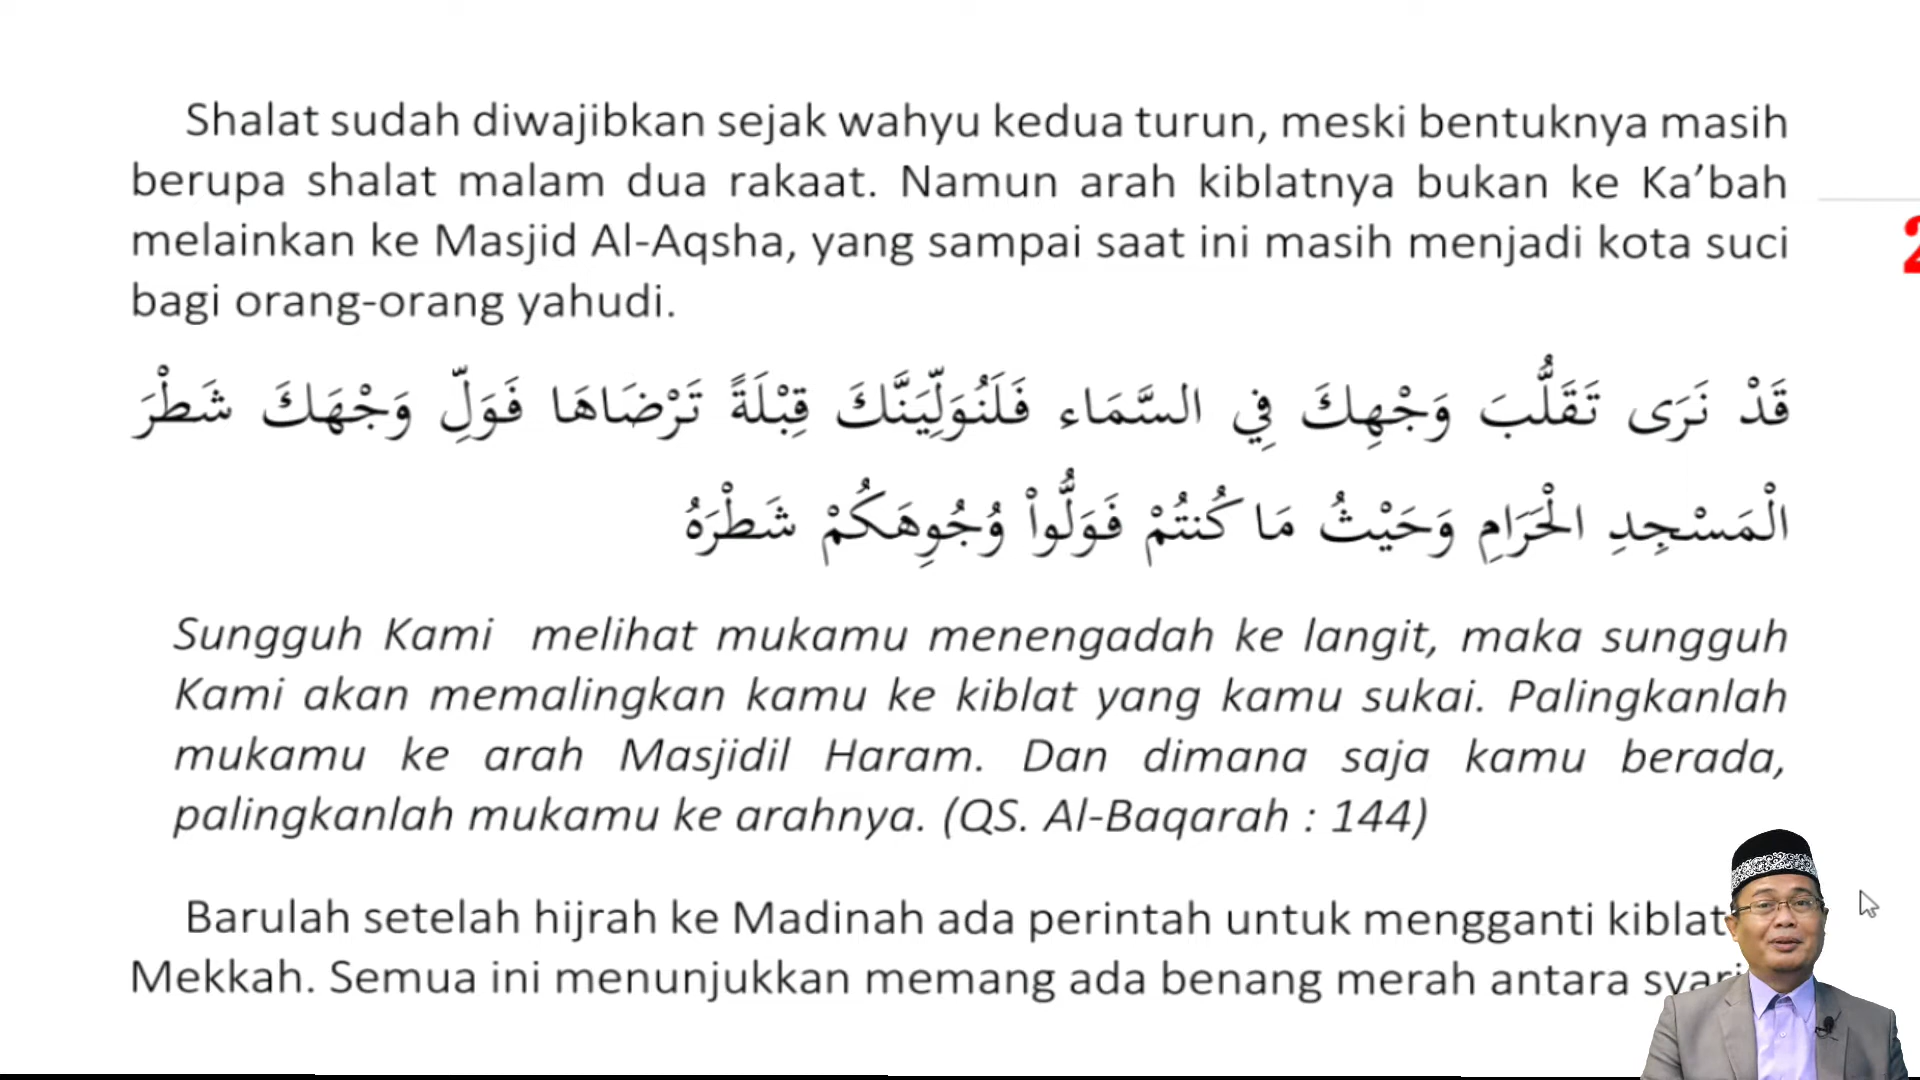 Shalat sudah diwajibkan sejak wahyu kedua turun, meski bentuknya masih
berupa shalat malam dua rakaat. Namun arah kiblatnya bukan ke Ka’bah
melainkan ke Masjid Al-Aqsha, yang sampai saat ini masih menjadi kota suci
bagi orang-orang yahudi.
قَدْ نَرَى تَقَلُّبَ وَجْهِكَ فِي السَّمَاء فَلَنُوَلِّيَنَّكَ قِبْلَةً تَرْضَاهَا فَوَلِّ وَجْهَكَ شَطْرَ
الْمَسْجِدِ الْحَرَامِ وَحَيْثُ مَا كُنتُمْ فَوَلُّواْ وُجُوِهَكُمْ شَطْرَهُ
Sungguh Kami melihat mukamu menengadah ke langit, maka sungguh
Kami akan memalingkan kamu ke kiblat yang kamu sukai. Palingkanlah
mukamu ke arah Masjidil Haram. Dan dimana saja kamu berada,
palingkanlah mukamu ke arahnya. (QS. Al-Baqarah : 144)
Barulah setelah hijrah ke Madinah ada perintah untuk mengganti kiblat
Mekkah. Semua ini menunjukkan memang ada benang merah antara